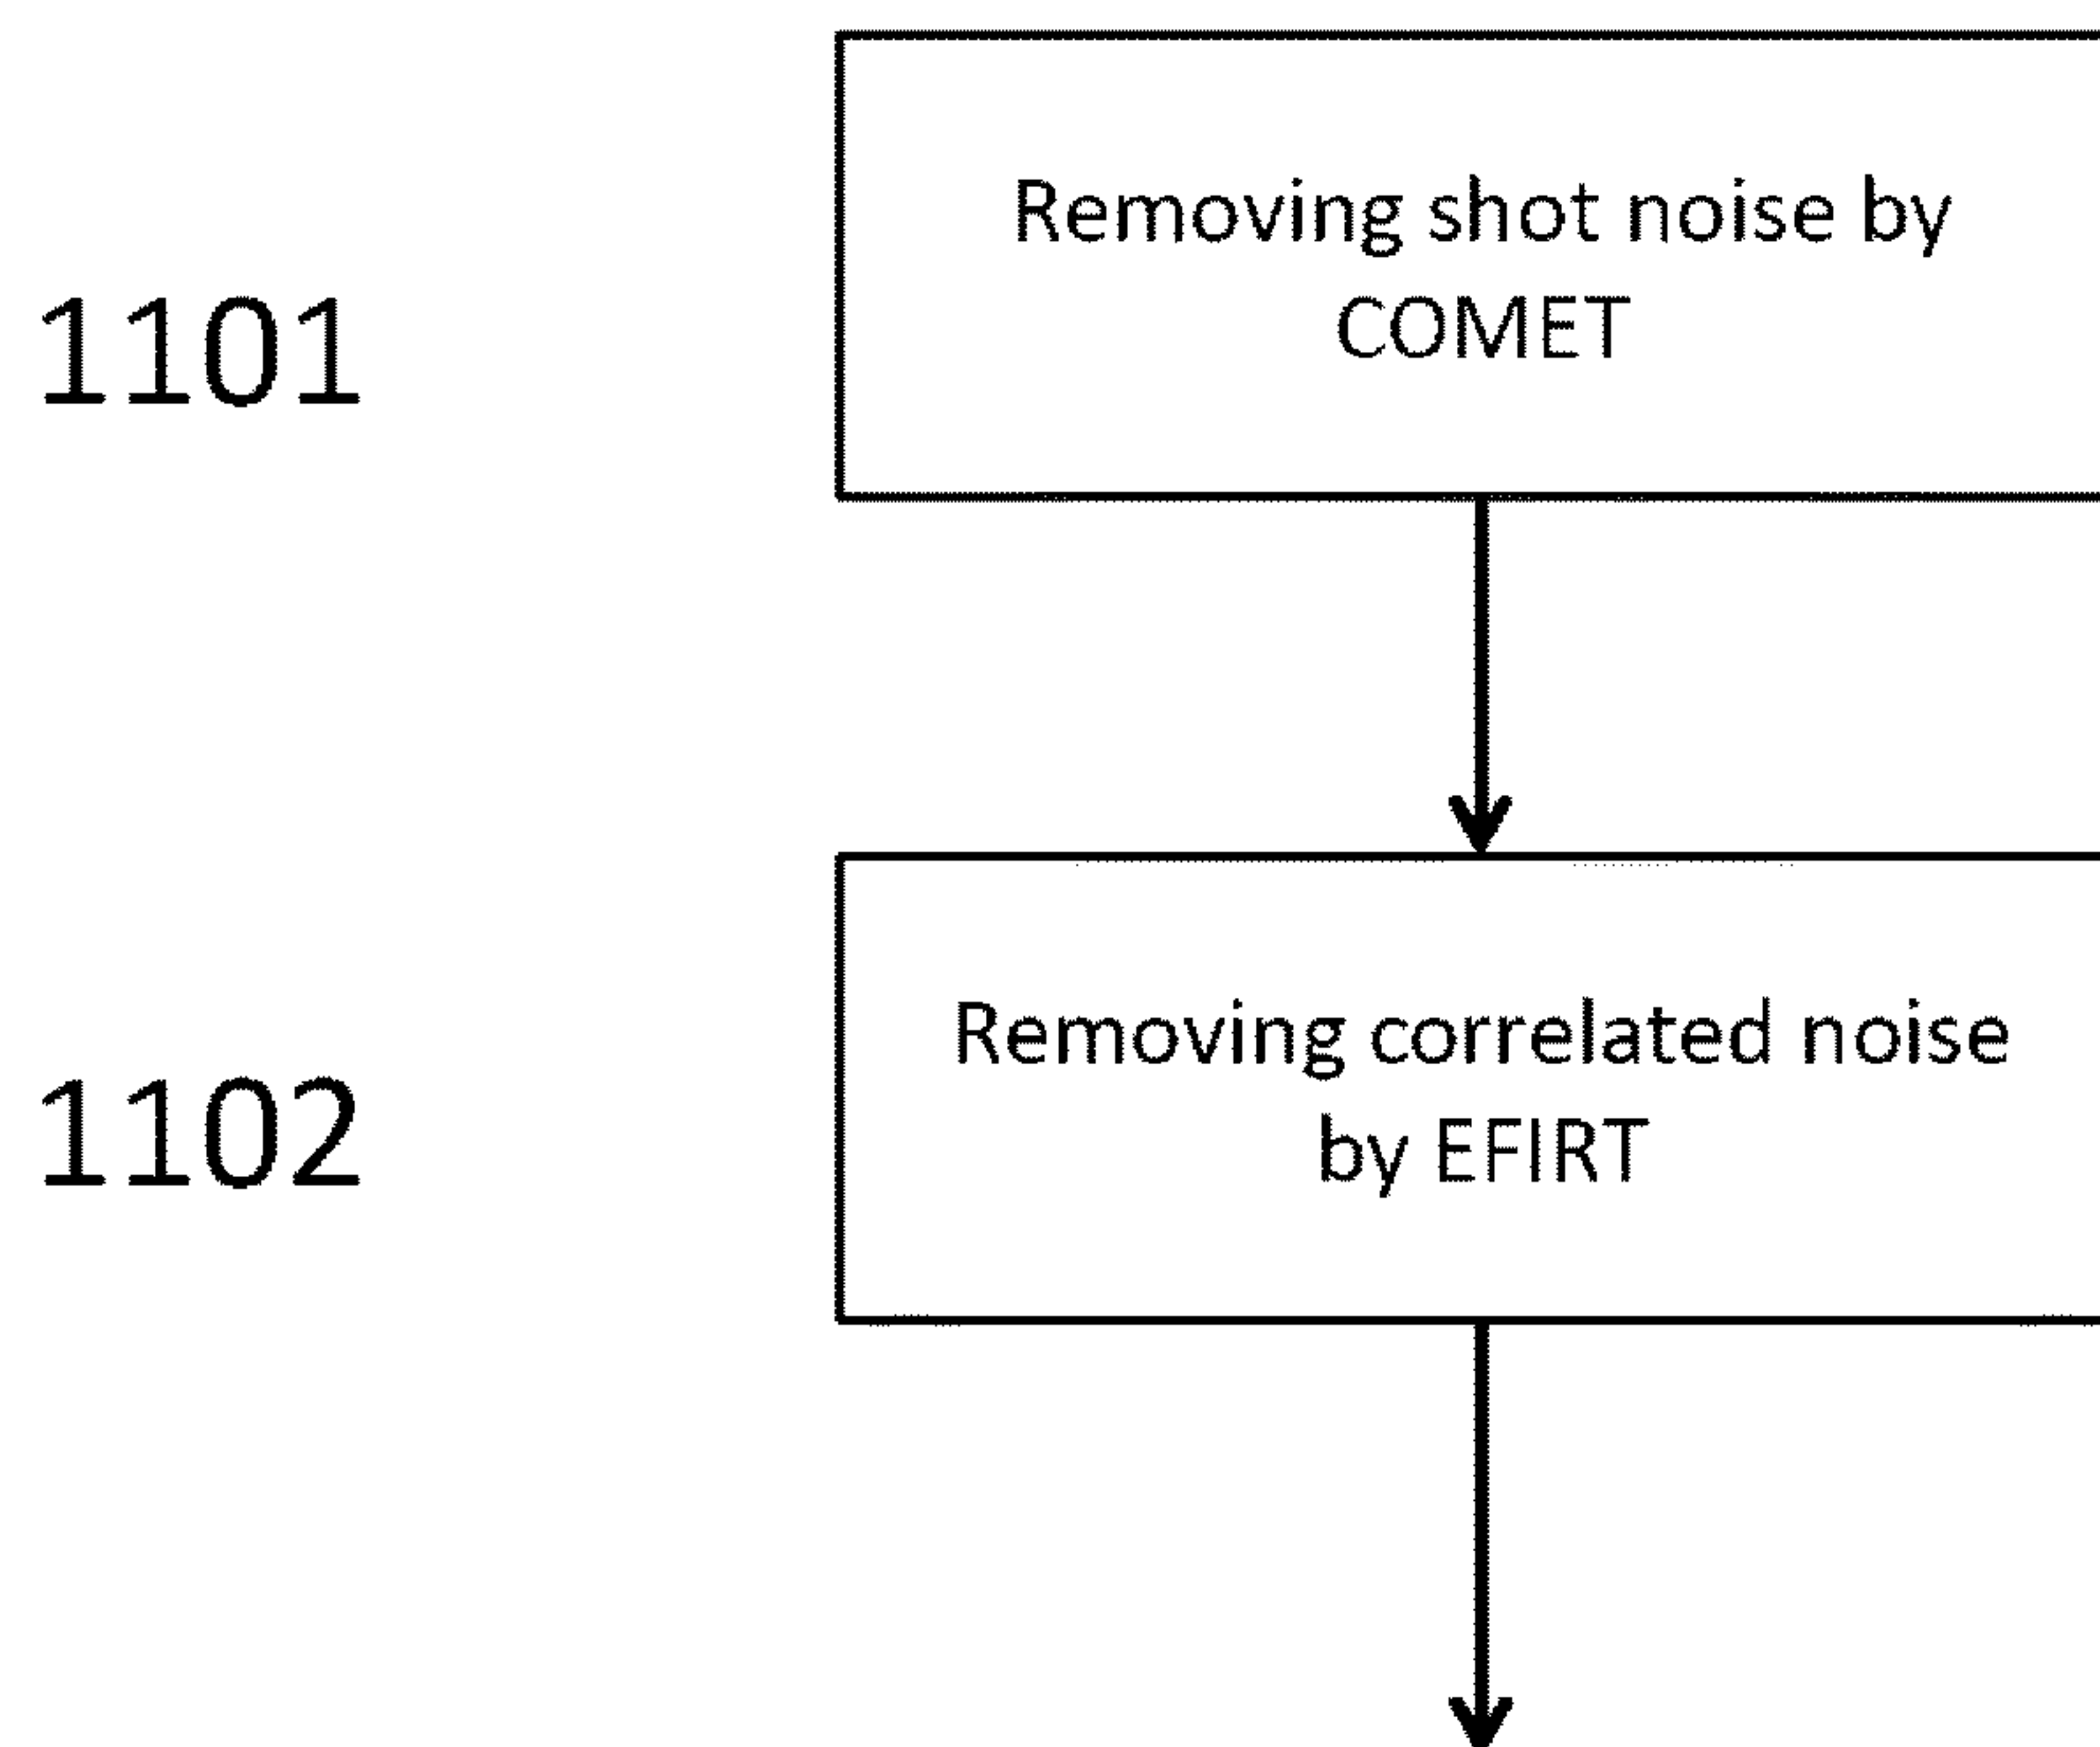 1101
Removing shot noise by
COMET
1102
Removing correlated noise
by EFIRT